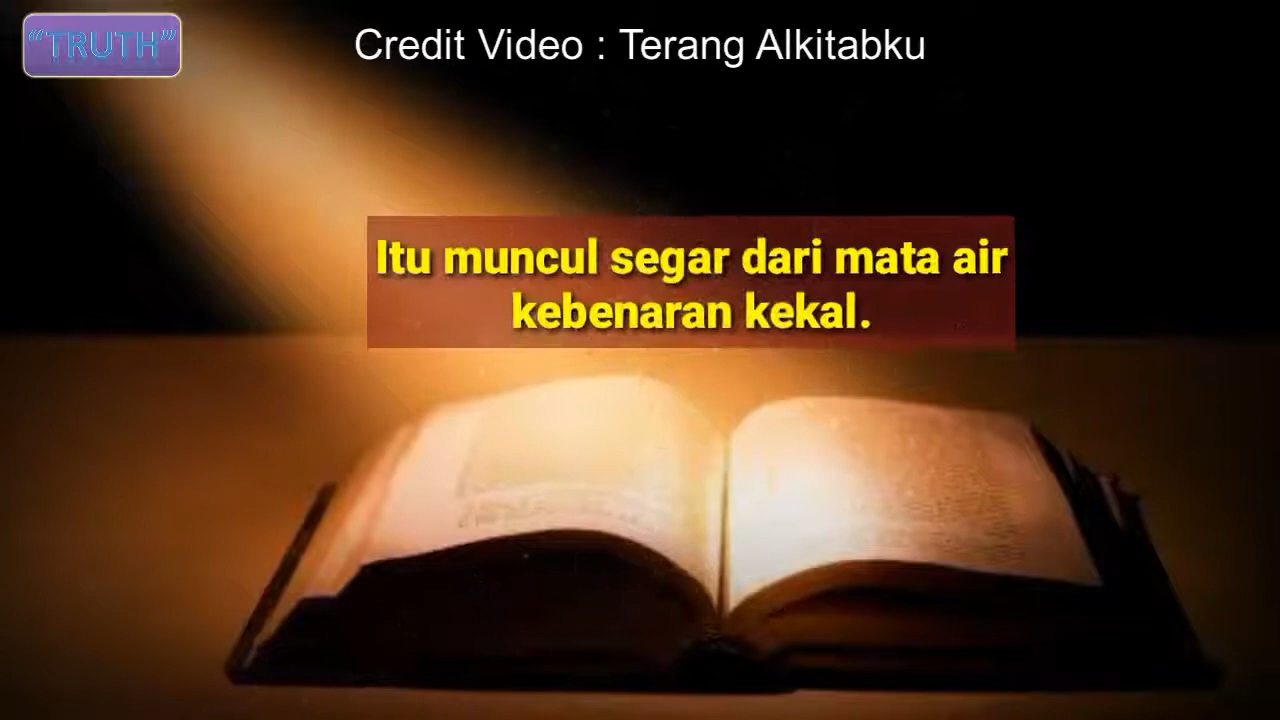 “TRUTH”
Credit Video : Terang Alkitabku
Itu muncul segar dari mata air
kebenaran kekal.